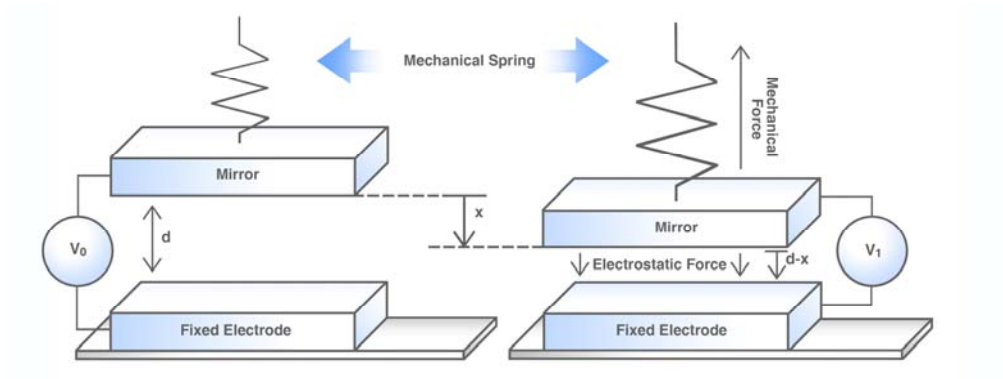 Mechanical Spring
Mechanical
Force
Mirror
x
Mirror
V₀
d
V₁
Electrostatic Force
d-x
Fixed Electrode
Fixed Electrode